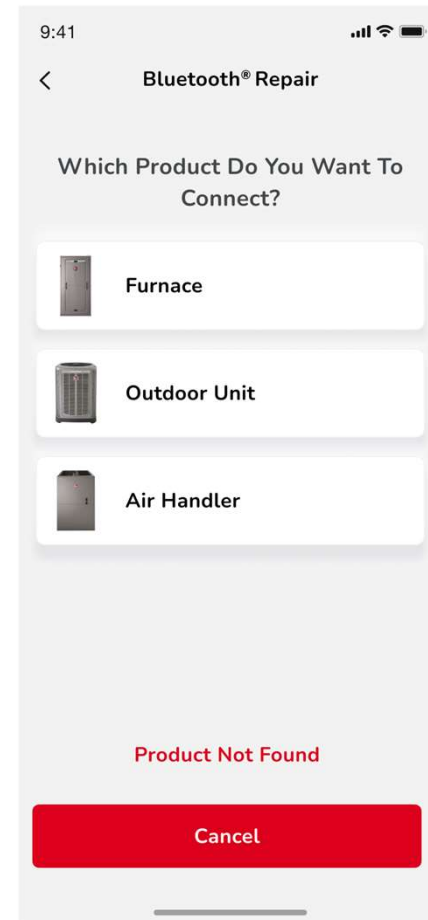 9:41
Bluetooth® Repair
Which Product Do You Want To
Connect?
Furnace
Outdoor Unit
Air Handler
Product Not Found
Cancel